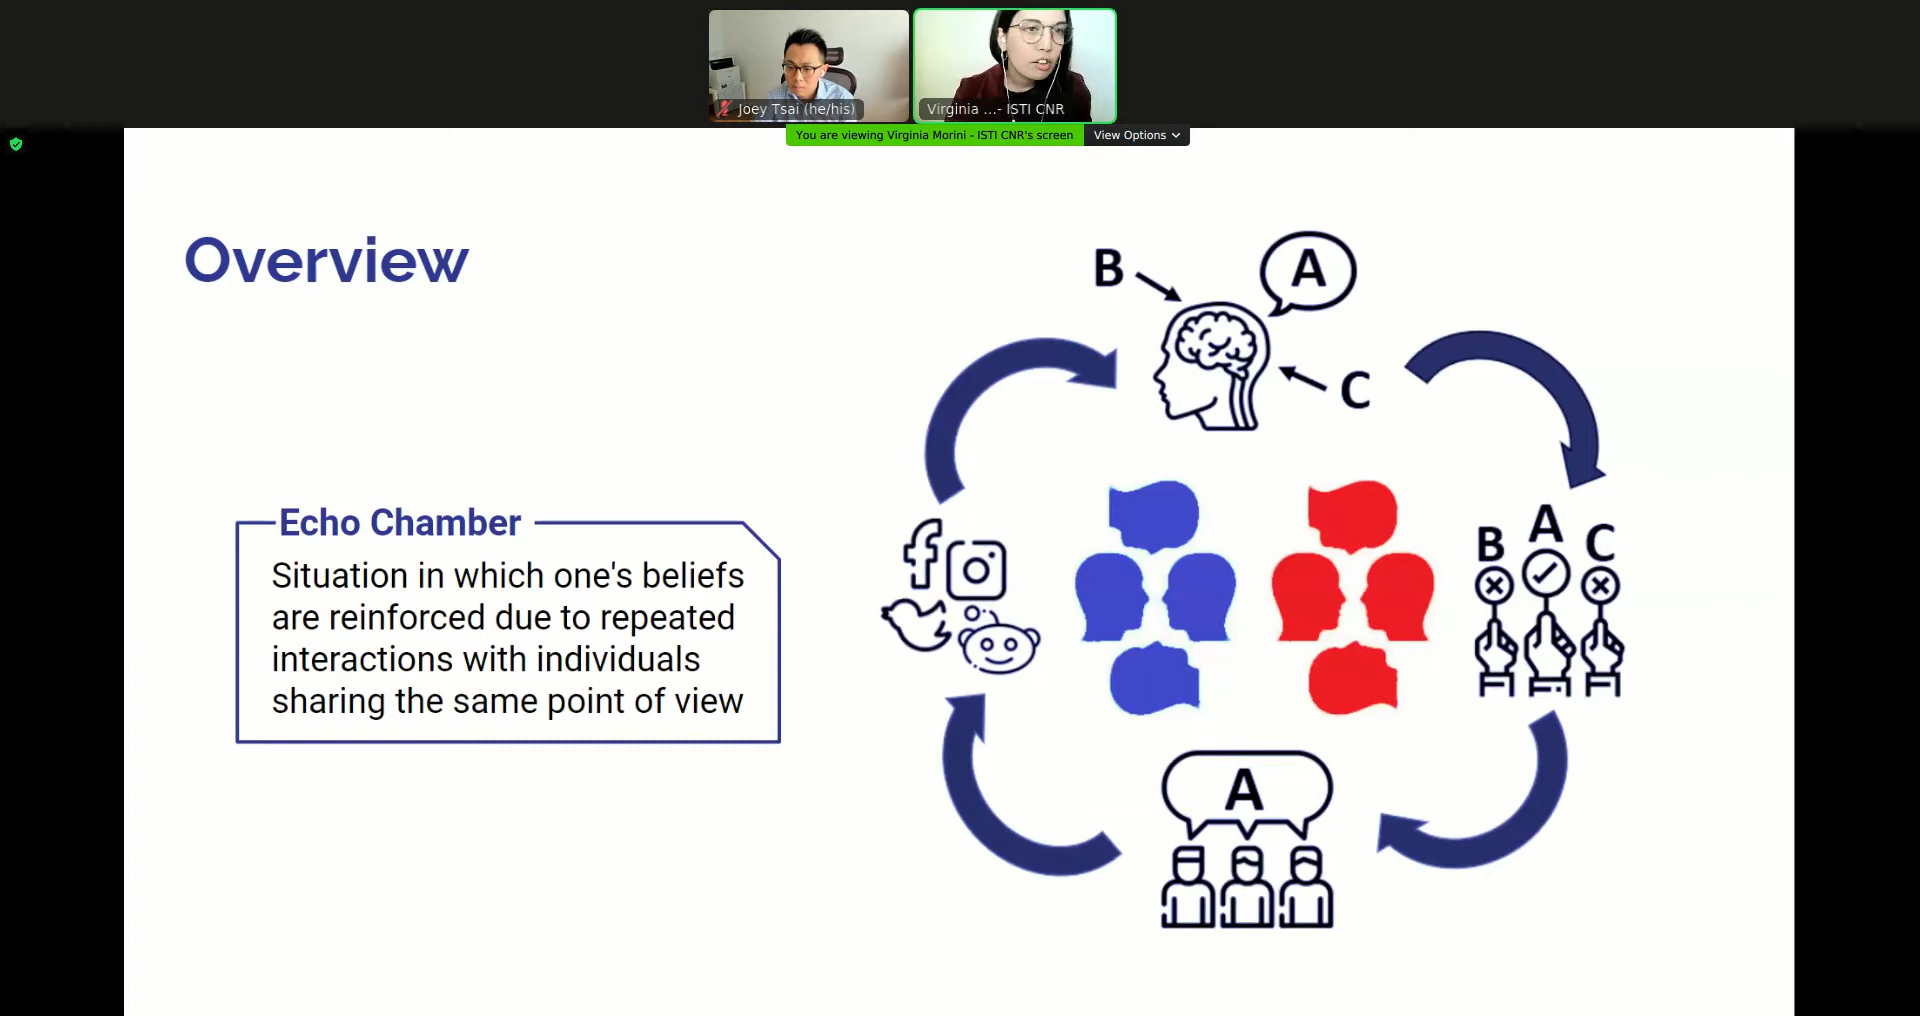 Joey Tsai (he/his)
Virginia ...- ISTI CNR
You are viewing Virginia Morini - ISTI CNR's screen
View Options
Overview
B
A
C
Echo Chamber
Situation in which one's beliefs
are reinforced due to repeated
interactions with individuals
sharing the same point of view
B A C
A